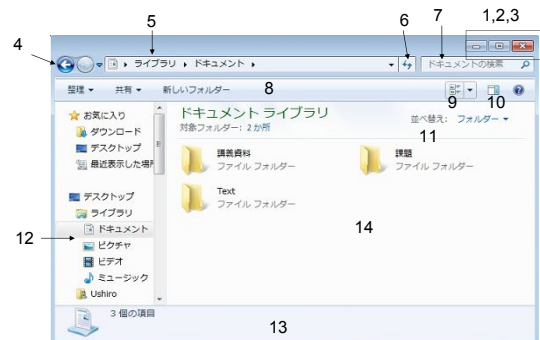 5 6 7 1,2,3
4
ライブラリ ドキュメント ドキュメントの検索
整理 共有 新しいフォルダー 8
9 10
お気に入り
ダウンロード
デスクトップ
最近表示した場所
デスクトップ
ライブラリ
ドキュメント
ピクチャ
ビデオ
ミュージック
Ushiro
12
ドキュメント ライブラリ
対象フォルダー: 2 か所
並べ替え: フォルダー
11
講義資料
ファイル フォルダー
課題
ファイル フォルダー
Text
ファイル フォルダー
14
3 個の項目
13